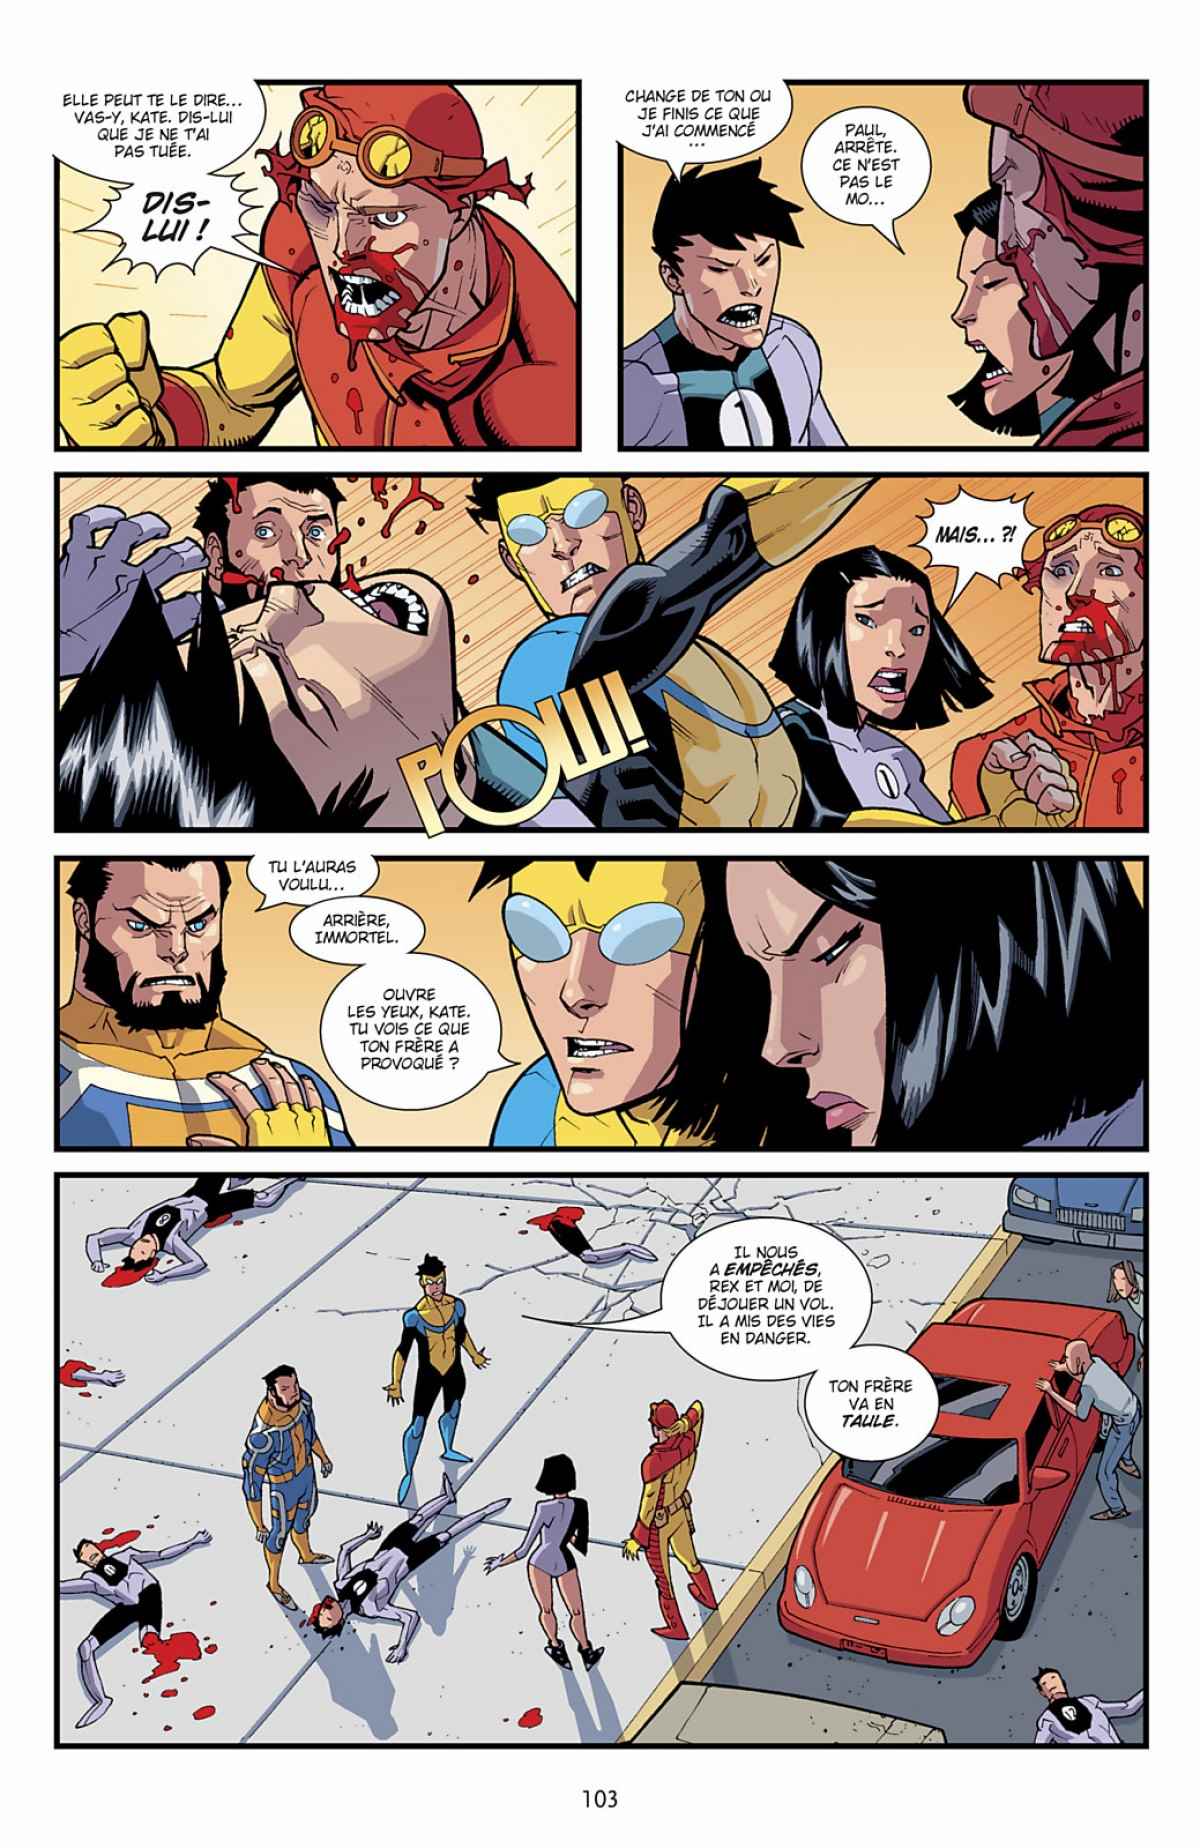 ELLE PEUT TE LE DIRE...
VAS-Y, KATE. DIS-LUI
QUE JE NE T'AI
PAS TUÉE.
DIS-
LUI !
CHANGE DE TON OU
JE FINIS CE QUE
J'AI COMMENCÉ
...
PAUL,
ARRÊTE.
CE N'EST
PAS LE
MO...
MAIS... ?!
POW!
TU L'AURAS
VOULU...
ARRIÈRE,
IMMORTEL.
OUVRE
LES YEUX, KATE.
TU VOIS CE QUE
TON FRÈRE A
PROVOQUÉ ?
IL NOUS
A EMPÊCHÉS,
REX ET MOI, DE
DÉJOUER UN VOL.
IL A MIS DES VIES
EN DANGER.
TON FRÈRE
VA EN
TAULE.
103